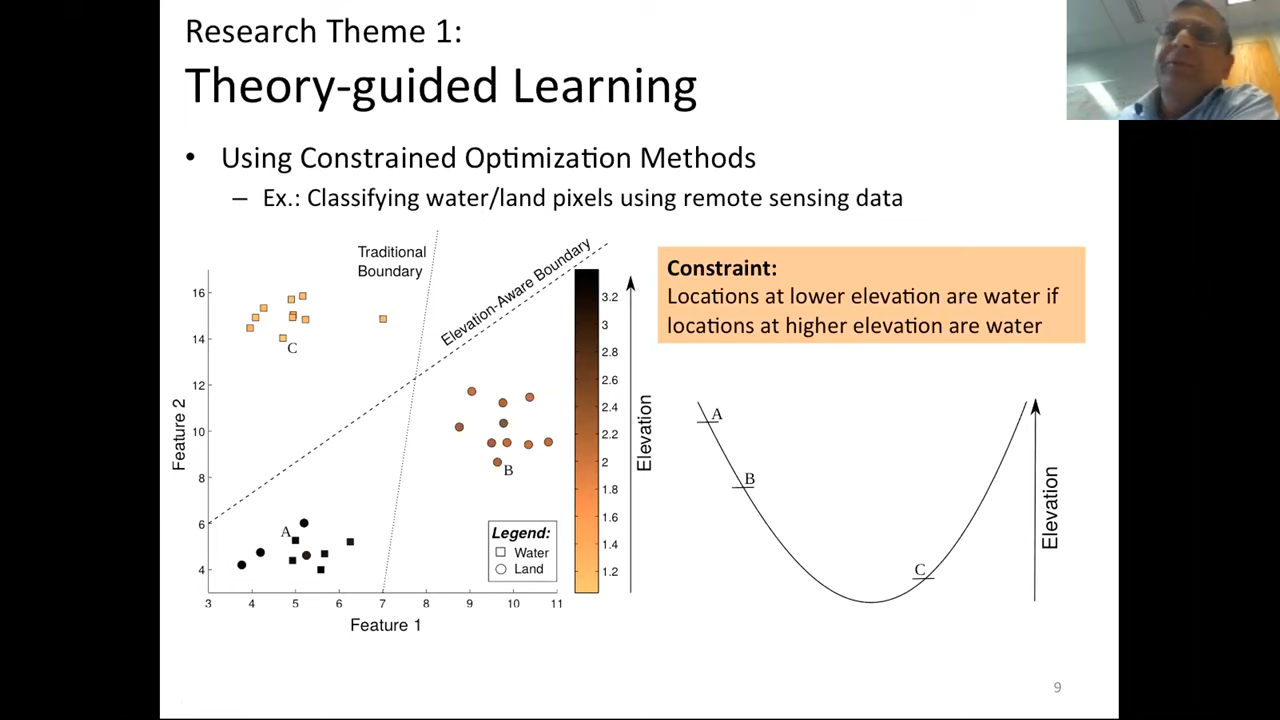 Research Theme 1:
Theory-guided Learning
• Using Constrained Optimization Methods
– Ex.: Classifying water/land pixels using remote sensing data
Traditional
Boundary
Elevation-Aware Boundary
16
14
12
10
8
6
4
Feature 2
3 4 5 6 7 8 9 10 11
Feature 1
C
B
A
Legend:
Water
Land
3.2
3
2.8
2.6
2.4
2.2
2
1.8
1.6
1.4
1.2
Elevation
Constraint:
Locations at lower elevation are water if
locations at higher elevation are water
A
B
C
Elevation
9